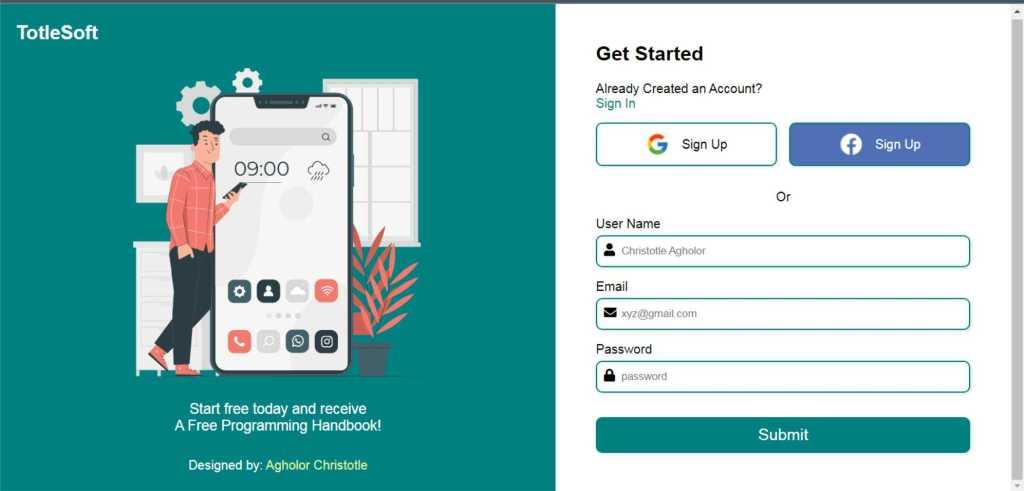 TotleSoft
09:00
Start free today and receive
A Free Programming Handbook!
Designed by: Agholor Christotle
Get Started
Already Created an Account?
Sign In
Sign Up
Sign Up
Or
User Name
Christotle Agholor
Email
xyz@gmail.com
Password
password
Submit